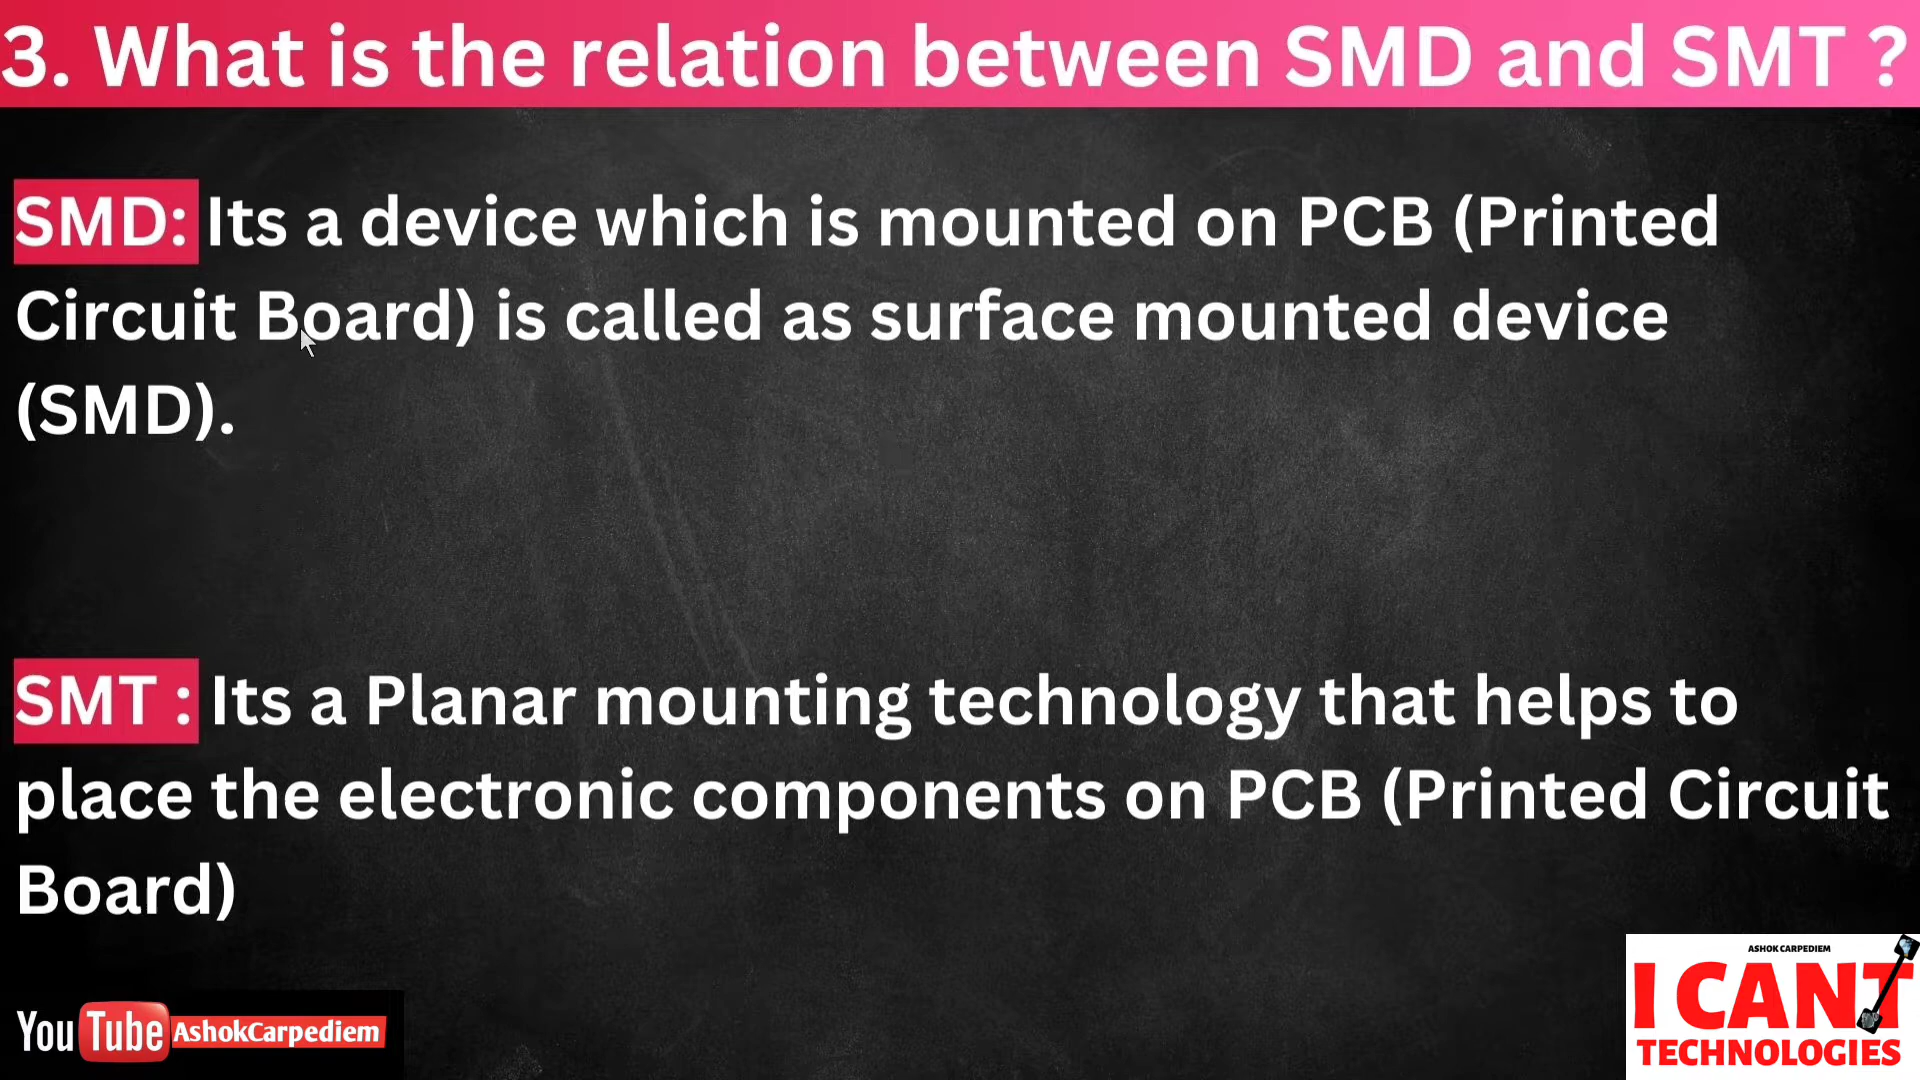 3. What is the relation between SMD and SMT ?
SMD: Its a device which is mounted on PCB (Printed
Circuit Board) is called as surface mounted device
(SMD).
SMT : Its a Planar mounting technology that helps to
place the electronic components on PCB (Printed Circuit
Board)
YouTube AshokCarpediem
ASHOK CARPEDIEM
I CANT
TECHNOLOGIES